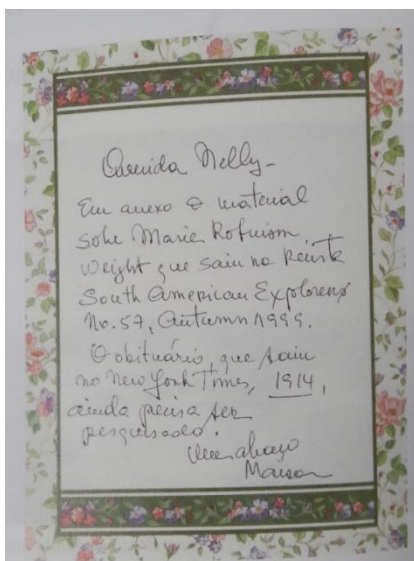 Querida Nelly -
Em anexo o material
sobre Marie Robinson
Weight que saiu na Revista
South American Explorers
No. 57, Autumn 1999.
O obituário, que saiu
no New York Times, 1914,
ainda precisa ser
pesquisado.
Um abraço